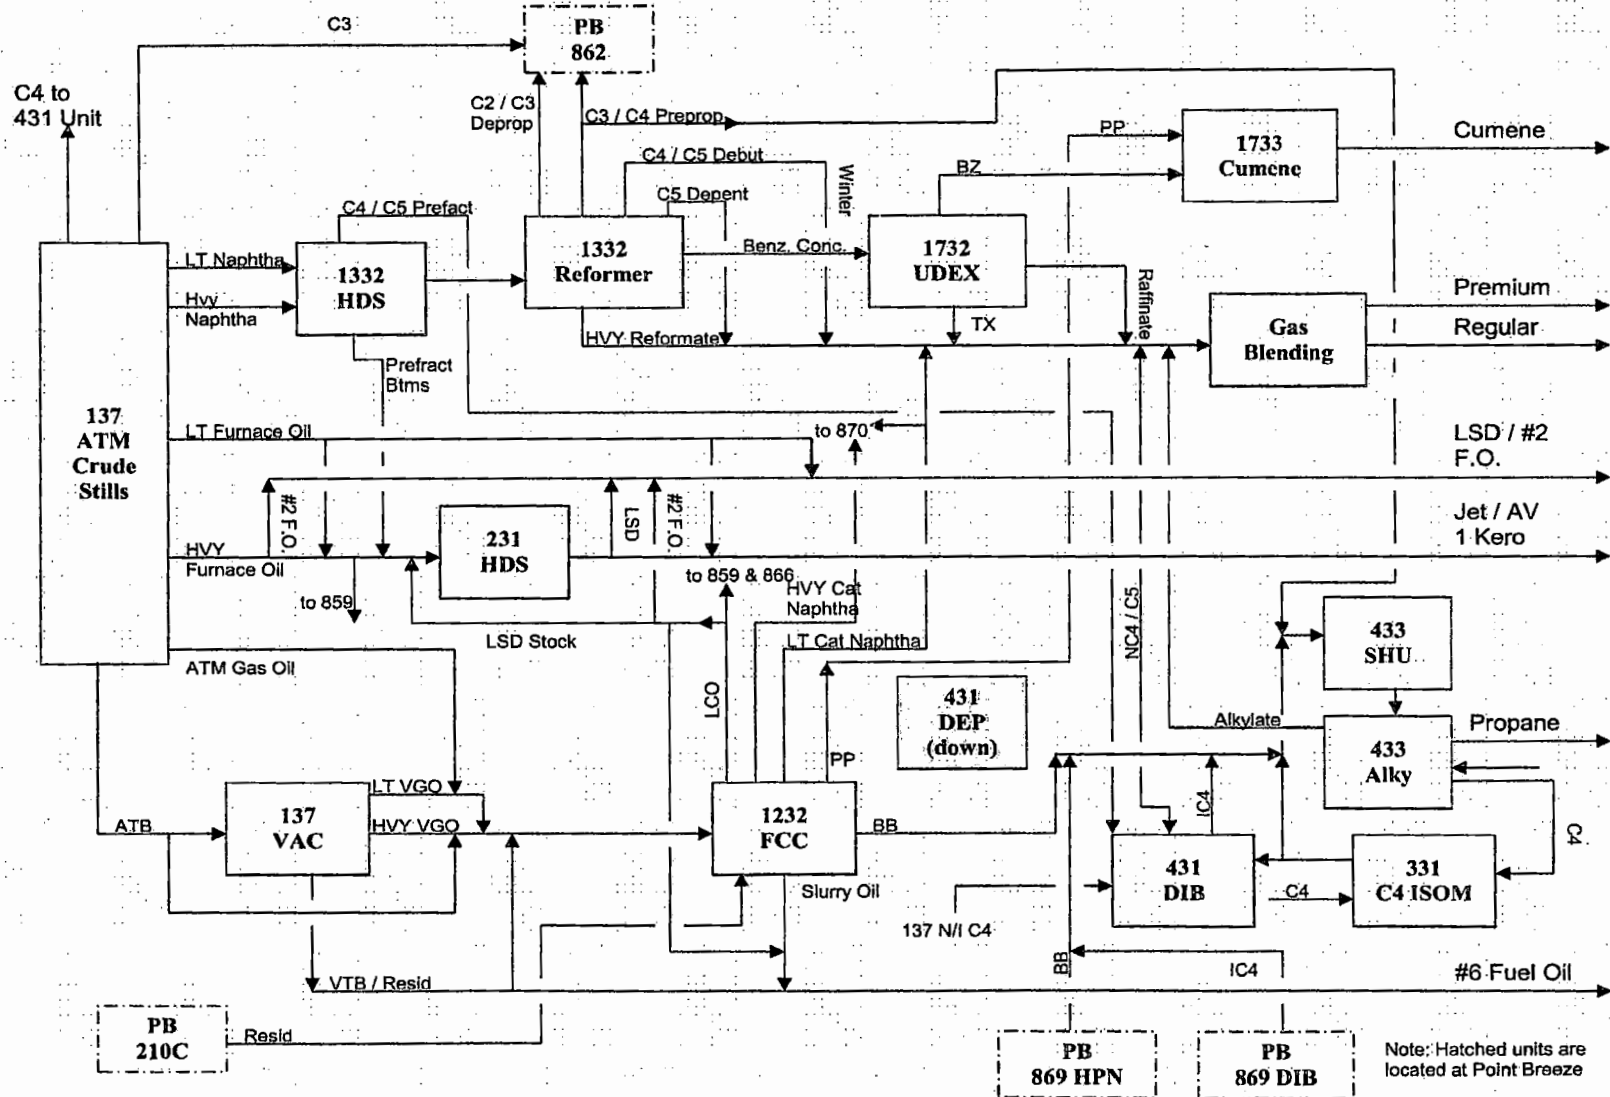 C3
PB
862
C4 to
431 Unit
C2 / C3
Deprop
C3 / C4 Preprop
PP
1733
Cumene
Cumene
C4 / C5 Debut
Winter
BZ
C5 Depent
C4 / C5 Prefact
1332
Reformer
Benz. Conc.
1732
UDEX
LT Naphtha
1332
HDS
Hvy
Naphtha
Raffinate
Premium
TX
HVY Reformate
Gas
Blending
Regular
Prefract
Btms
137
ATM
Crude
Stills
LT Furnace Oil
to 870
LSD / #2
F.O.
#2 F.O.
LSD
#2 F.O.
231
HDS
Jet / AV
1 Kero
HVY
Furnace Oil
to 859 & 866
HVY Cat
Naphtha
to 859
LSD Stock
LT Cat Naphtha
NC4 / C5
433
SHU
ATM Gas Oil
LCO
431
DEP
(down)
Alkylate
433
Alky
Propane
PP
LT VGO
137
VAC
HVY VGO
ATB
1232
FCC
BB
IC4
C4
431
DIB
331
C4 ISOM
C4
Slurry Oil
137 N/I C4
BB
IC4
VTB / Resid
#6 Fuel Oil
PB
210C
Resid
PB
869 HPN
PB
869 DIB
Note: Hatched units are
located at Point Breeze